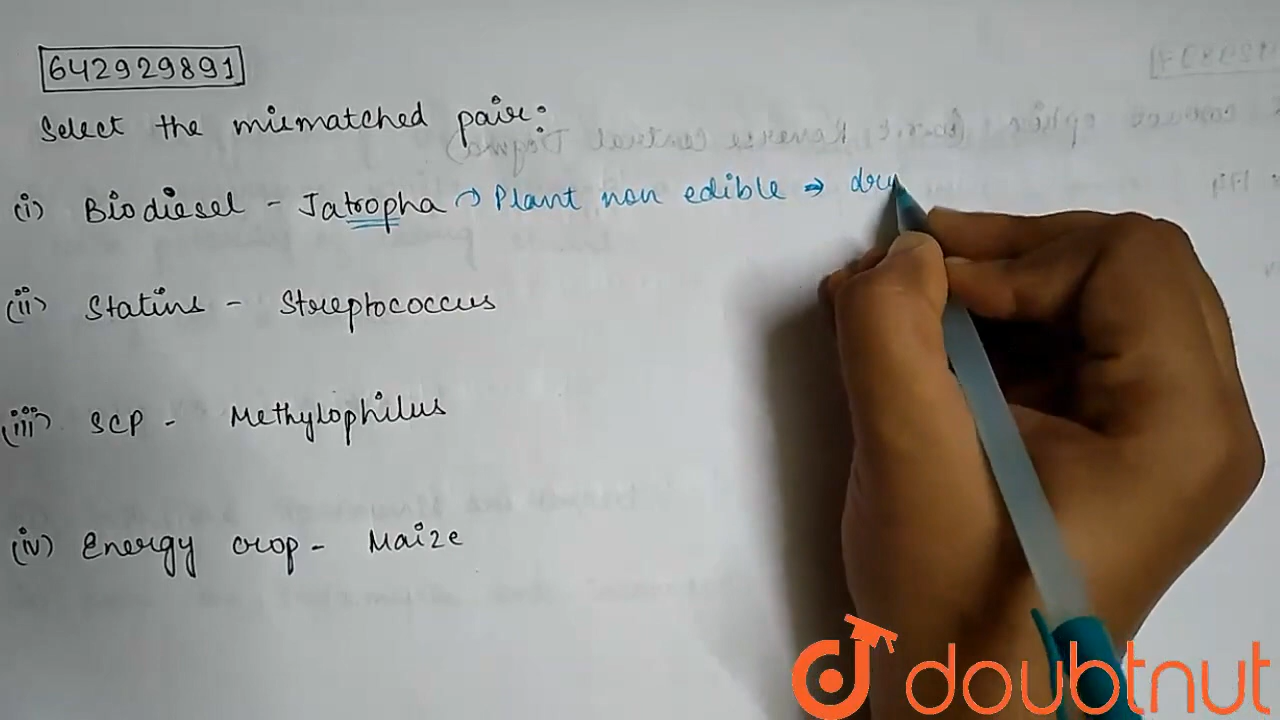 642929891
Select the mismatched pair:
(i) Biodiesel - Jatropha → Plant non edible ⇒
(ii) Statins - Streptococcus
(iii) SCP - Methylophilus
(iv) Energy crop - Maize
doubtnut